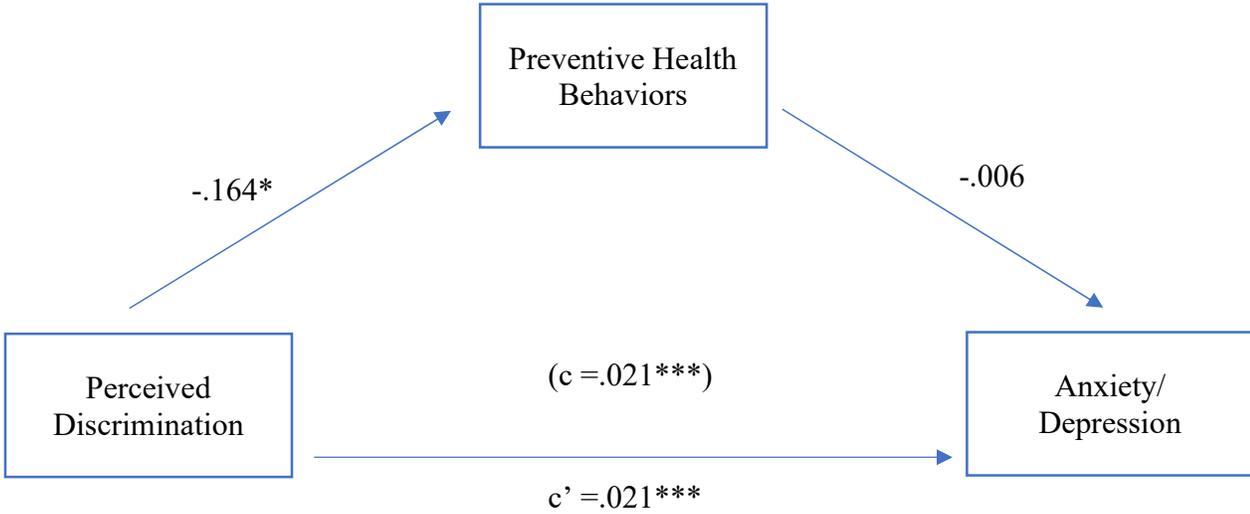 Preventive Health
Behaviors
-.164*
-.006
Perceived
Discrimination
(c =.021***)
Anxiety/
Depression
c’ =.021***